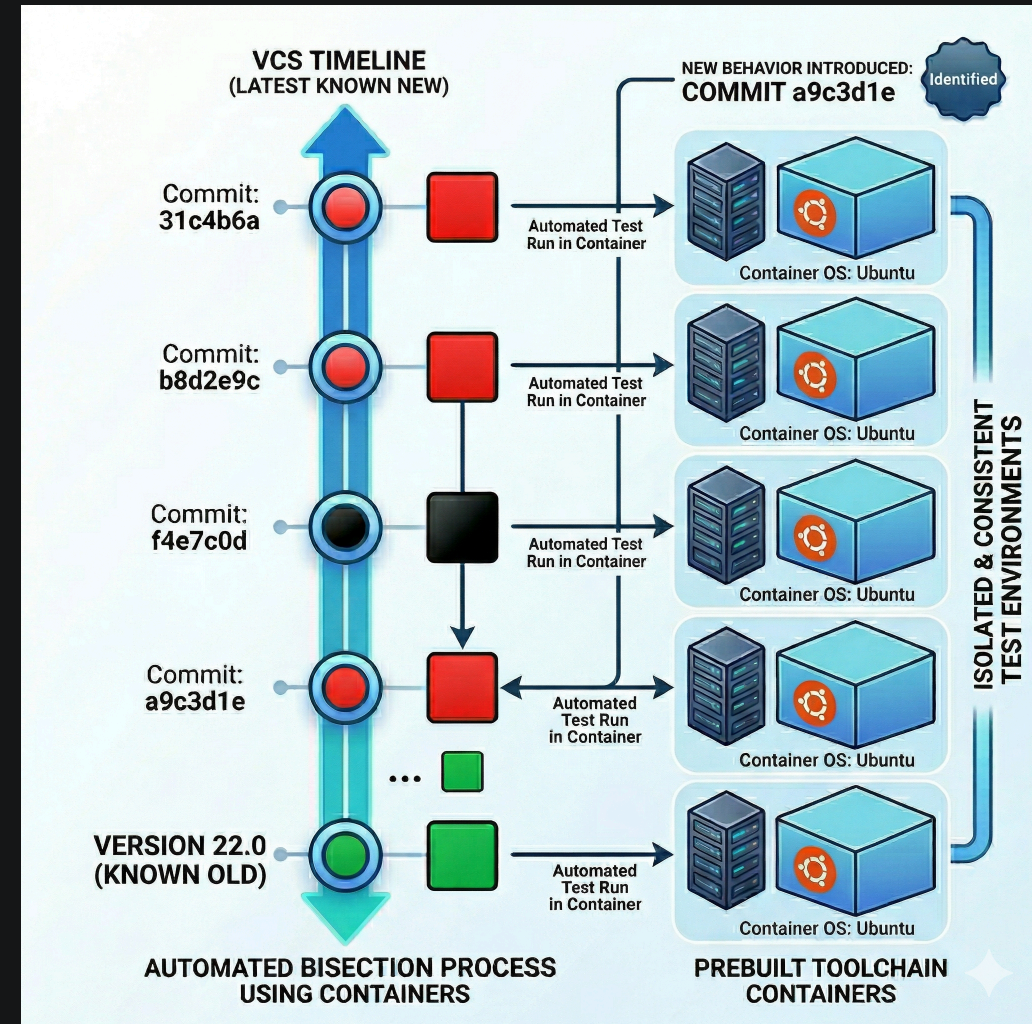 VCS TIMELINE
(LATEST KNOWN NEW)
NEW BEHAVIOR INTRODUCED:
COMMIT a9c3d1e
Identified
Commit:
31c4b6a
Automated Test
Run in Container
Container OS: Ubuntu
Commit:
b8d2e9c
Automated Test
Run in Container
Container OS: Ubuntu
Commit:
f4e7c0d
Automated Test
Run in Container
Container OS: Ubuntu
Commit:
a9c3d1e
Automated
Test Run
in Container
Container OS: Ubuntu
...
VERSION 22.0
(KNOWN OLD)
Automated
Test Run
in Container
Container OS: Ubuntu
ISOLATED & CONSISTENT
TEST ENVIRONMENTS
AUTOMATED BISECTION PROCESS
USING CONTAINERS
PREBUILT TOOLCHAIN
CONTAINERS